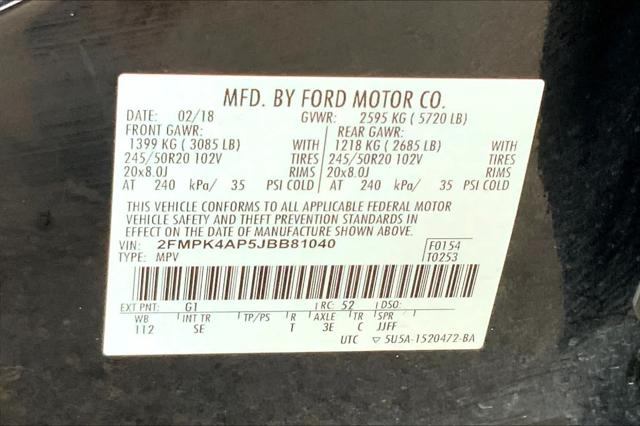 MFD. BY FORD MOTOR CO.
DATE: 02/18 GVWR: 2595 KG ( 5720 LB)
FRONT GAWR: REAR GAWR:
1399 KG ( 3085 LB) WITH 1218 KG ( 2685 LB) WITH
245/50R20 102V TIRES 245/50R20 102V TIRES
20x8.0J RIMS 20x8.0J RIMS
AT 240 kPa/ 35 PSI COLD AT 240 kPa/ 35 PSI COLD
THIS VEHICLE CONFORMS TO ALL APPLICABLE FEDERAL MOTOR
VEHICLE SAFETY AND THEFT PREVENTION STANDARDS IN
EFFECT ON THE DATE OF MANUFACTURE SHOWN ABOVE.
VIN: 2FMPK4AP5JBB81040 F0154
TYPE: MPV T0253
EXT PNT: G1 RC: 52 DSO:
WB INT TR TP/PS R AXLE TR SPR
112 SE T 3E C JJFF
UTC ▽ 5U5A-1520472-BA